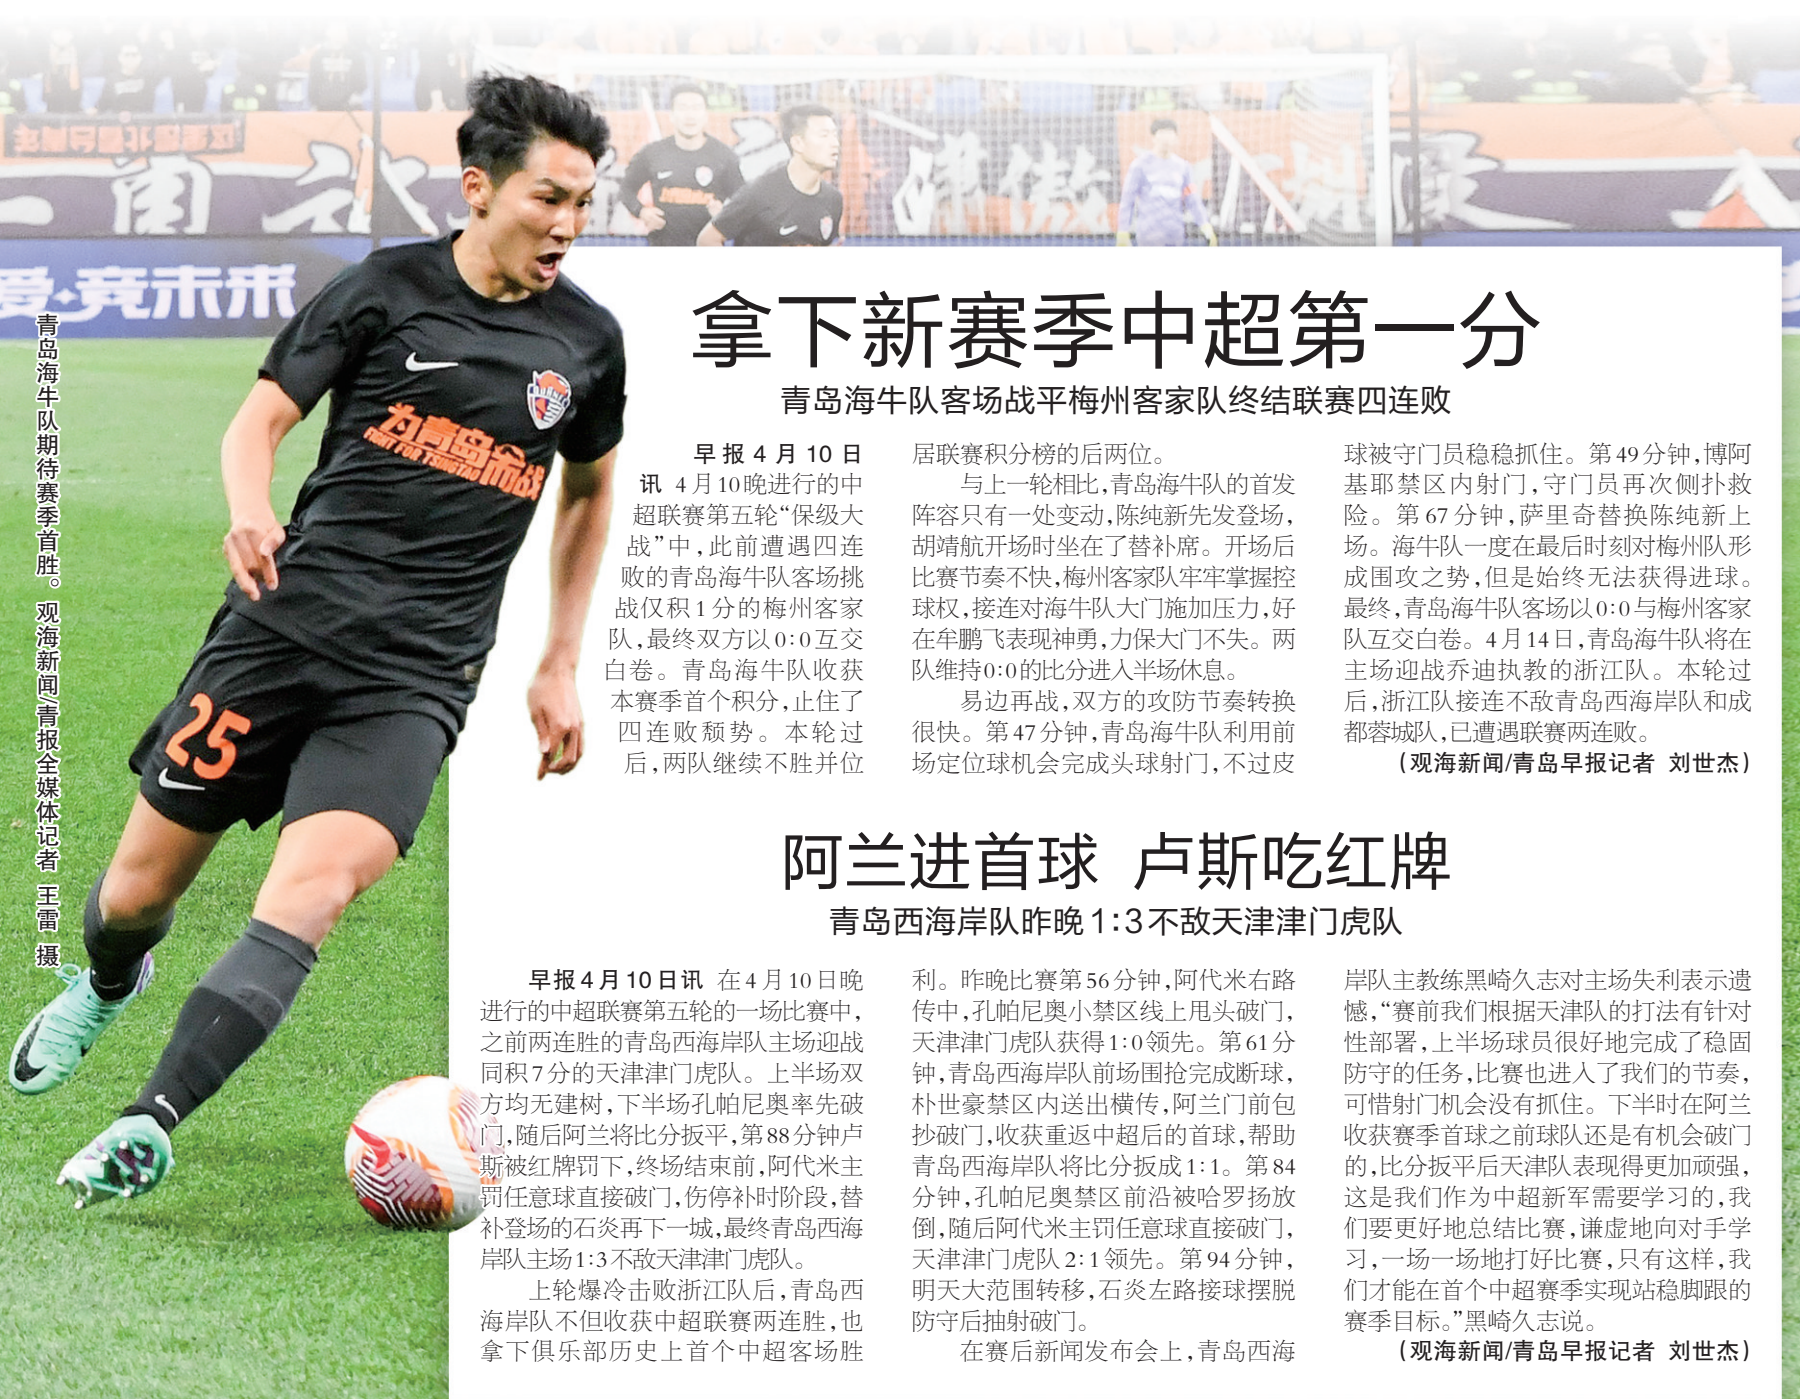 爱·竞未来
为青岛而战
FIGHT FOR TSINGTAO
25
青岛海牛队期待赛季首胜。 观海新闻/青报全媒体记者 王雷 摄
拿下新赛季中超第一分
青岛海牛队客场战平梅州客家队终结联赛四连败
早报4月10日
讯 4月10晚进行的中
超联赛第五轮“保级大
战”中,此前遭遇四连
败的青岛海牛队客场挑
战仅积1分的梅州客家
队,最终双方以0:0互交
白卷。青岛海牛队收获
本赛季首个积分,止住了
四连败颓势。本轮过
后,两队继续不胜并位
居联赛积分榜的后两位。
与上一轮相比,青岛海牛队的首发
阵容只有一处变动,陈纯新先发登场,
胡靖航开场时坐在了替补席。开场后
比赛节奏不快,梅州客家队牢牢掌握控
球权,接连对海牛队大门施加压力,好
在牟鹏飞表现神勇,力保大门不失。两
队维持0:0的比分进入半场休息。
易边再战,双方的攻防节奏转换
很快。第47分钟,青岛海牛队利用前
场定位球机会完成头球射门,不过皮
球被守门员稳稳抓住。第49分钟,博阿
基耶禁区内射门,守门员再次侧扑救
险。第67分钟,萨里奇替换陈纯新上
场。海牛队一度在最后时刻对梅州队形
成围攻之势,但是始终无法获得进球。
最终,青岛海牛队客场以0:0与梅州客家
队互交白卷。4月14日,青岛海牛队将在
主场迎战乔迪执教的浙江队。本轮过
后,浙江队接连不敌青岛西海岸队和成
都蓉城队,已遭遇联赛两连败。
(观海新闻/青岛早报记者 刘世杰)
阿兰进首球 卢斯吃红牌
青岛西海岸队昨晚1:3不敌天津津门虎队
早报4月10日讯 在4月10日晚
进行的中超联赛第五轮的一场比赛中,
之前两连胜的青岛西海岸队主场迎战
同积7分的天津津门虎队。上半场双
方均无建树,下半场孔帕尼奥率先破
门,随后阿兰将比分扳平,第88分钟卢
斯被红牌罚下,终场结束前,阿代米主
罚任意球直接破门,伤停补时阶段,替
补登场的石炎再下一城,最终青岛西海
岸队主场1:3不敌天津津门虎队。
上轮爆冷击败浙江队后,青岛西
海岸队不但收获中超联赛两连胜,也
拿下俱乐部历史上首个中超客场胜
利。昨晚比赛第56分钟,阿代米右路
传中,孔帕尼奥小禁区线上甩头破门,
天津津门虎队获得1:0领先。第61分
钟,青岛西海岸队前场围抢完成断球,
朴世豪禁区内送出横传,阿兰门前包
抄破门,收获重返中超后的首球,帮助
青岛西海岸队将比分扳成1:1。第84
分钟,孔帕尼奥禁区前沿被哈罗扬放
倒,随后阿代米主罚任意球直接破门,
天津津门虎队2:1领先。第94分钟,
明天大范围转移,石炎左路接球摆脱
防守后抽射破门。
在赛后新闻发布会上,青岛西海
岸队主教练黑崎久志对主场失利表示遗
憾,“赛前我们根据天津队的打法有针对
性部署,上半场球员很好地完成了稳固
防守的任务,比赛也进入了我们的节奏,
可惜射门机会没有抓住。下半时在阿兰
收获赛季首球之前球队还是有机会破门
的,比分扳平后天津队表现得更加顽强,
这是我们作为中超新军需要学习的,我
们要更好地总结比赛,谦虚地向对手学
习,一场一场地打好比赛,只有这样,我
们才能在首个中超赛季实现站稳脚跟的
赛季目标。”黑崎久志说。
(观海新闻/青岛早报记者 刘世杰)